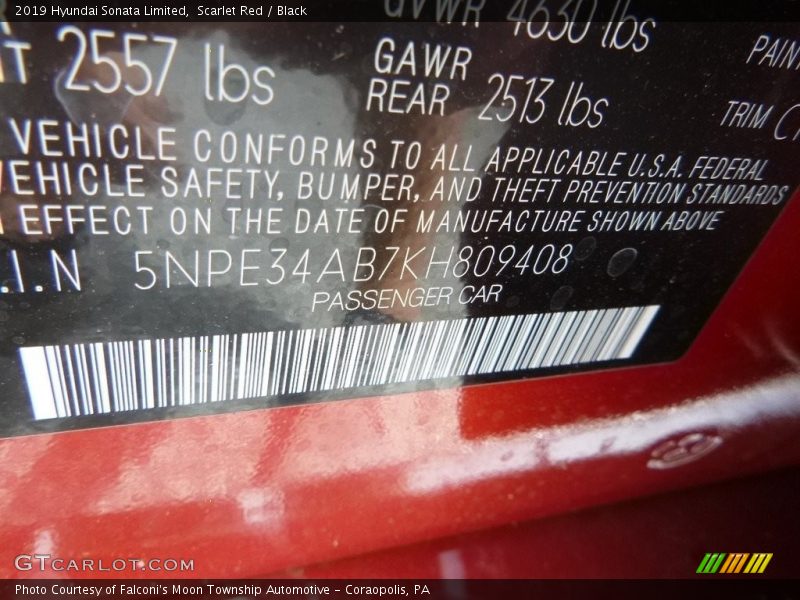 2019 Hyundai Sonata Limited, Scarlet Red / Black
GVWR 4630 lbs
2557 lbs
GAWR
REAR 2513 lbs
TRIM
VEHICLE CONFORMS TO ALL APPLICABLE U.S.A. FEDERAL
VEHICLE SAFETY, BUMPER, AND THEFT PREVENTION STANDARDS
EFFECT ON THE DATE OF MANUFACTURE SHOWN ABOVE
.I.N 5NPE34AB7KH809408
PASSENGER CAR
GTCARLOT.COM
Photo Courtesy of Falconi's Moon Township Automotive – Coraopolis, PA